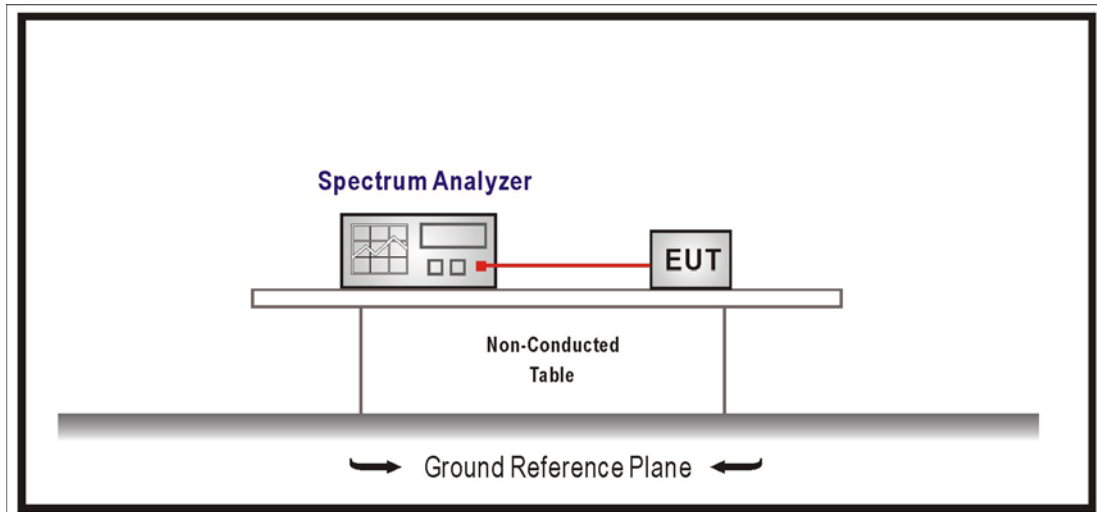 Spectrum Analyzer
EUT
Non-Conducted
Table
Ground Reference Plane